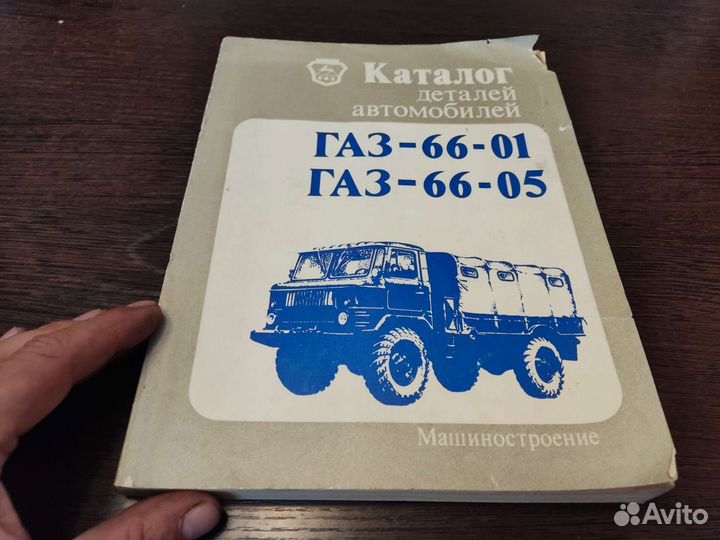 Каталог
деталей
автомобилей
ГАЗ-66-01
ГАЗ-66-05
Машиностроение
Avito